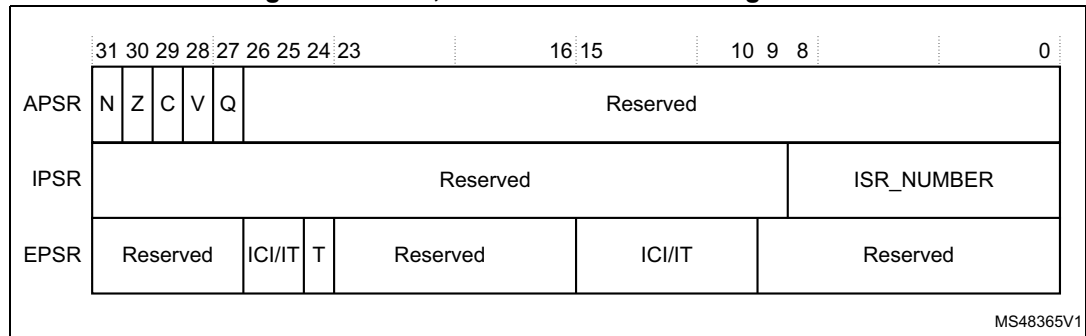 31 30 29 28 27 26 25 24 23 16 15 10 9 8 0
APSR N Z C V Q Reserved
IPSR Reserved ISR_NUMBER
EPSR Reserved ICI/IT T Reserved ICI/IT Reserved
MS48365V1